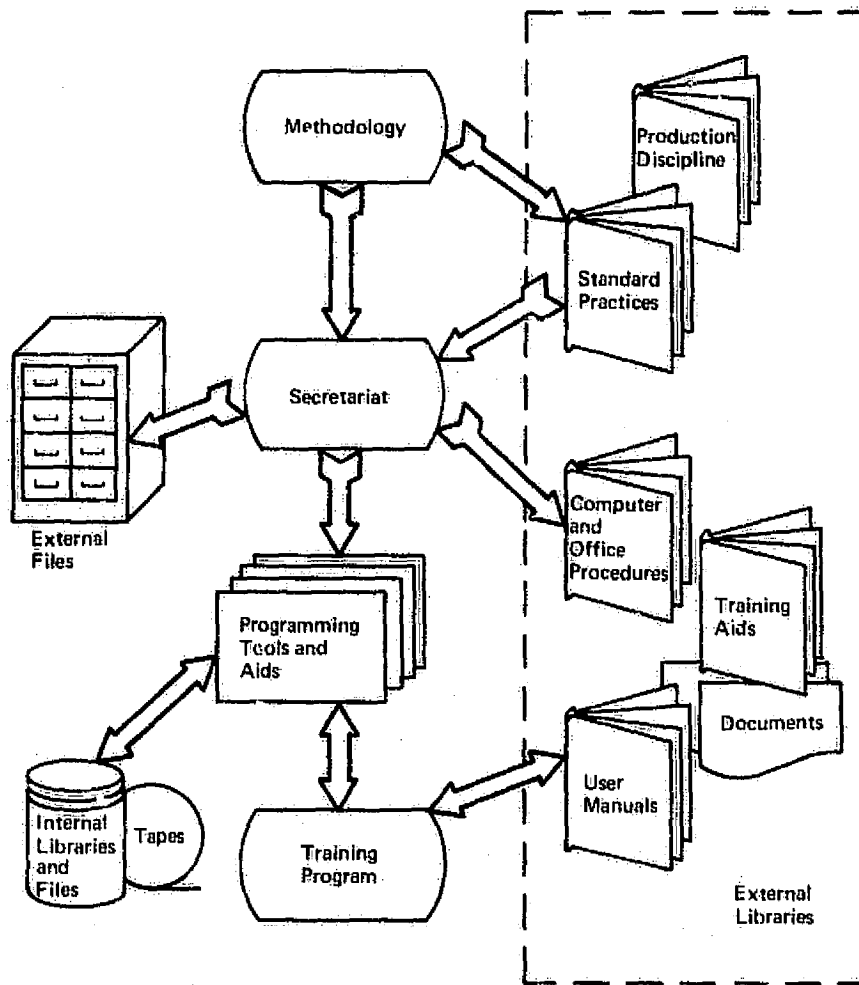 Methodology
Production
Discipline
Standard
Practices
Secretariat
External
Files
Computer
and
Office
Procedures
Training
Aids
Programming
Tools and
Aids
Documents
User
Manuals
Internal
Libraries
and
Files
Tapes
Training
Program
External
Libraries